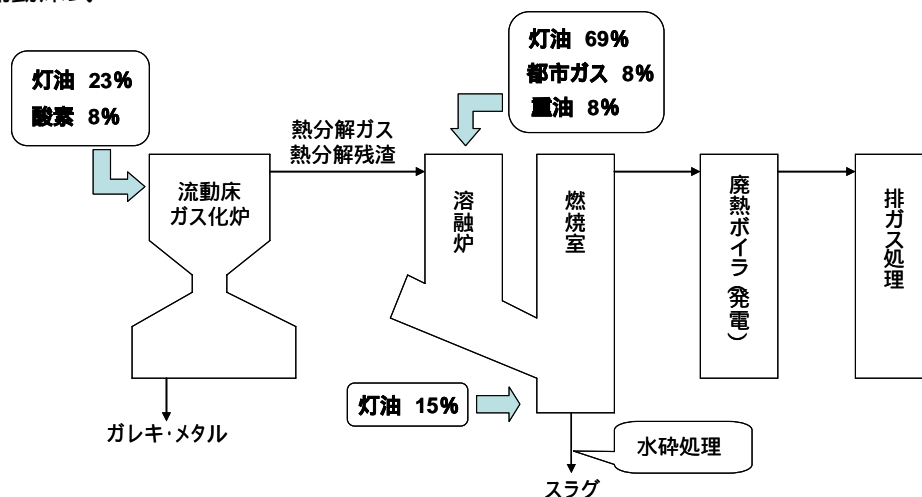 灯油 23%
酸素 8%
灯油 69%
都市ガス 8%
重油 8%
熱分解ガス
熱分解残渣
流動床
ガス化炉
溶融炉
燃焼室
廃熱ボイラ(発電)
排ガス処理
灯油 15%
ガレキ・メタル
水砕処理
スラグ